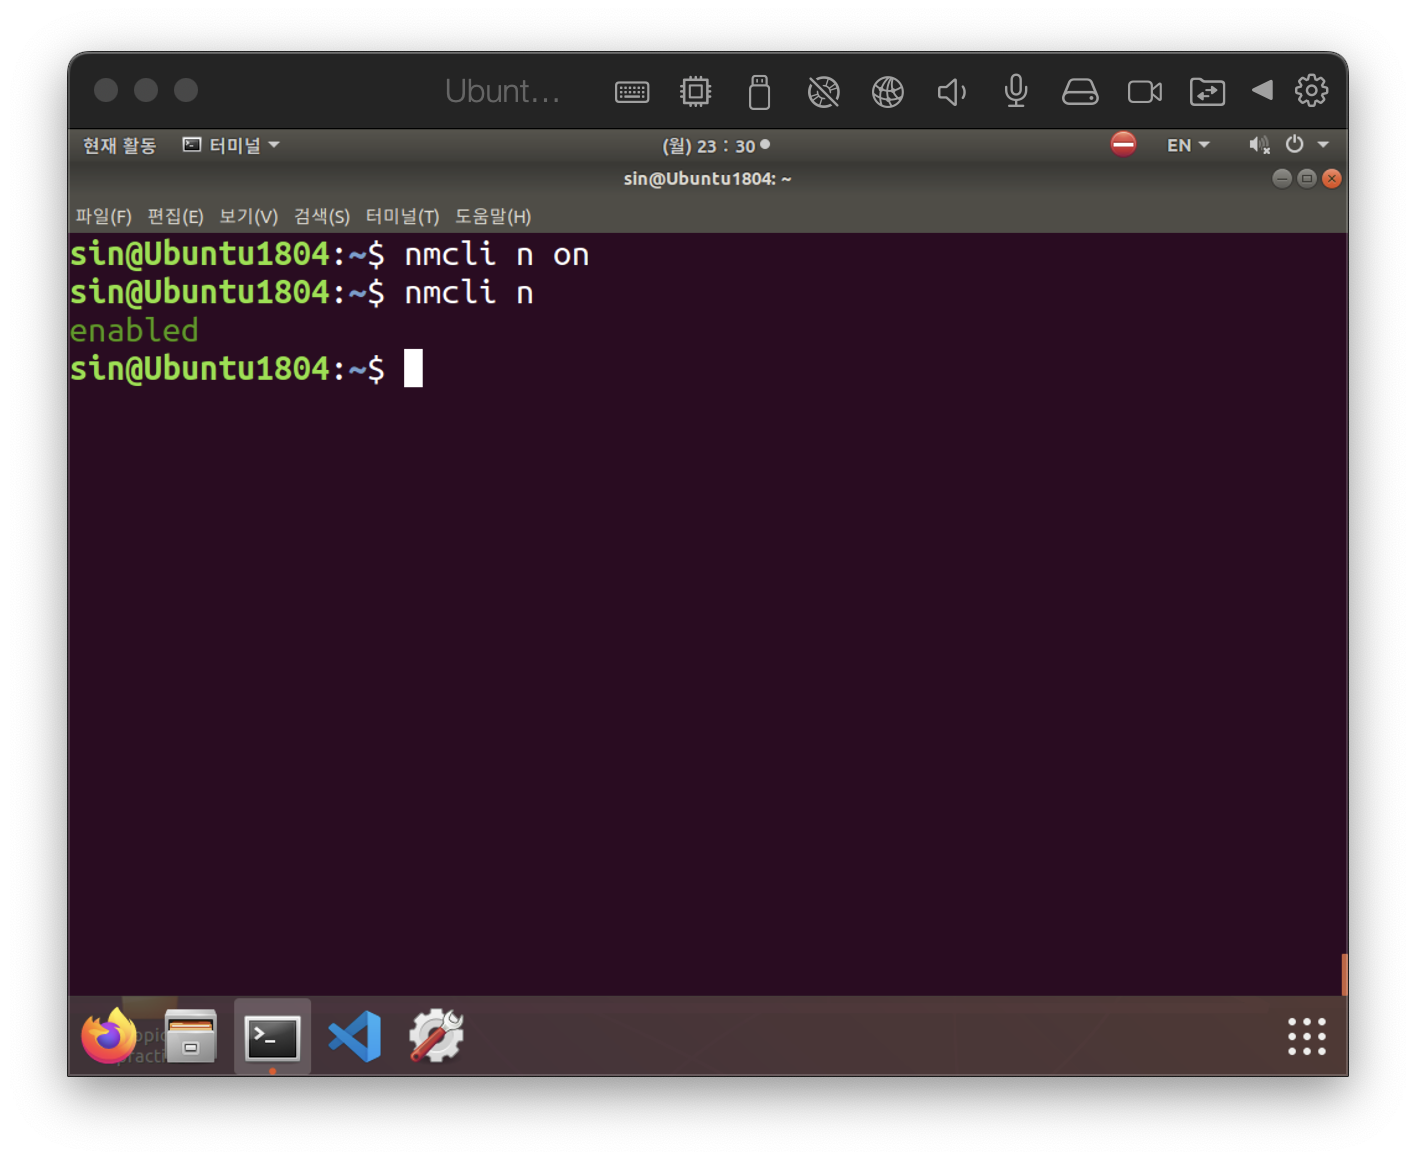 Ubunt...
현재 활동 터미널 (월) 23 : 30 EN
sin@Ubuntu1804: ~
파일(F) 편집(E) 보기(V) 검색(S) 터미널(T) 도움말(H)
sin@Ubuntu1804:~$ nmcli n on
sin@Ubuntu1804:~$ nmcli n
enabled
sin@Ubuntu1804:~$